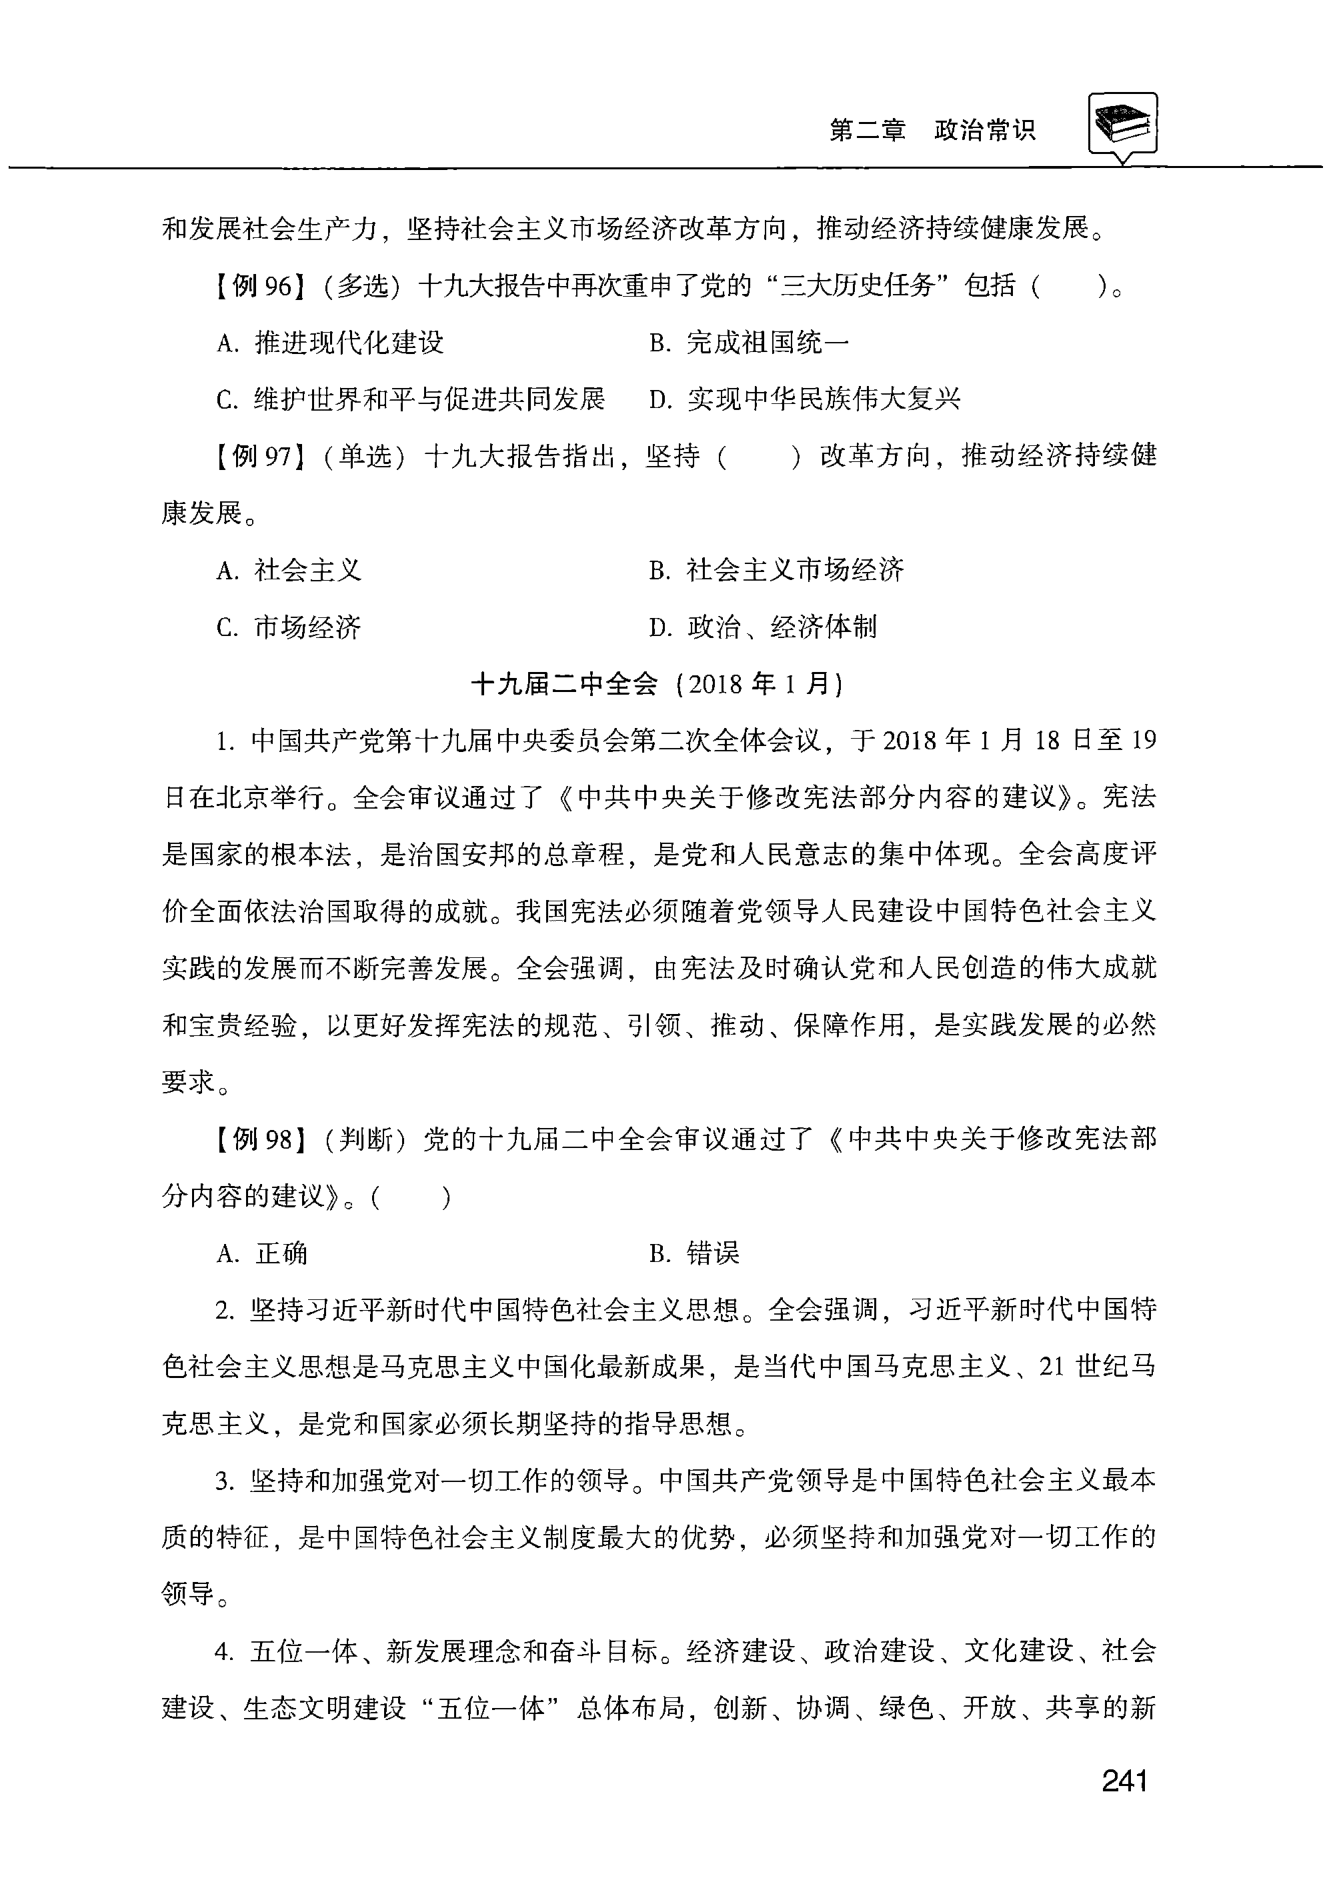 第二章 政治常识
和发展社会生产力，坚持社会主义市场经济改革方向，推动经济持续健康发展。
【例 96】（多选）十九大报告中再次重申了党的“三大历史任务”包括（　　）。
A. 推进现代化建设　　B. 完成祖国统一
C. 维护世界和平与促进共同发展　　D. 实现中华民族伟大复兴
【例 97】（单选）十九大报告指出，坚持（　　）改革方向，推动经济持续健
康发展。
A. 社会主义　　B. 社会主义市场经济
C. 市场经济　　D. 政治、经济体制
十九届二中全会（2018 年 1 月）
1. 中国共产党第十九届中央委员会第二次全体会议，于 2018 年 1 月 18 日至 19
日在北京举行。全会审议通过了《中共中央关于修改宪法部分内容的建议》。宪法
是国家的根本法，是治国安邦的总章程，是党和人民意志的集中体现。全会高度评
价全面依法治国取得的成就。我国宪法必须随着党领导人民建设中国特色社会主义
实践的发展而不断完善发展。全会强调，由宪法及时确认党和人民创造的伟大成就
和宝贵经验，以更好发挥宪法的规范、引领、推动、保障作用，是实践发展的必然
要求。
【例 98】（判断）党的十九届二中全会审议通过了《中共中央关于修改宪法部
分内容的建议》。（　　）
A. 正确　　B. 错误
2. 坚持习近平新时代中国特色社会主义思想。全会强调，习近平新时代中国特
色社会主义思想是马克思主义中国化最新成果，是当代中国马克思主义、21 世纪马
克思主义，是党和国家必须长期坚持的指导思想。
3. 坚持和加强党对一切工作的领导。中国共产党领导是中国特色社会主义最本
质的特征，是中国特色社会主义制度最大的优势，必须坚持和加强党对一切工作的
领导。
4. 五位一体、新发展理念和奋斗目标。经济建设、政治建设、文化建设、社会
建设、生态文明建设“五位一体”总体布局，创新、协调、绿色、开放、共享的新
241